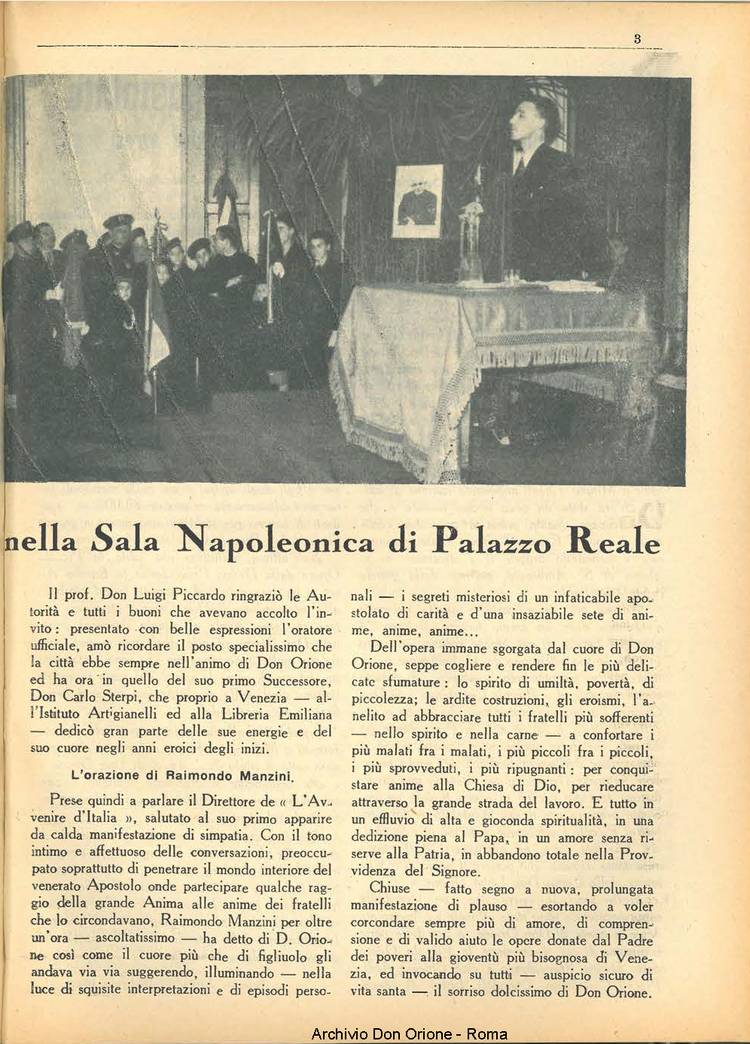 3
nella Sala Napoleonica di Palazzo Reale
Il prof. Don Luigi Piccardo ringraziò le Au-
torità e tutti i buoni che avevano accolto l'in-
vito : presentato con belle espressioni l'oratore
ufficiale, amò ricordare il posto specialissimo che
la città ebbe sempre nell'animo di Don Orione
ed ha ora in quello del suo primo Successore,
Don Carlo Sterpi, che proprio a Venezia — al-
l'Istituto Artigianelli ed alla Libreria Emiliana
— dedicò gran parte delle sue energie e del
suo cuore negli anni eroici degli inizi.
L'orazione di Raimondo Manzini.
Prese quindi a parlare il Direttore de « L'Av-
venire d'Italia », salutato al suo primo apparire
da calda manifestazione di simpatia. Con il tono
intimo e affettuoso delle conversazioni, preoccu-
pato soprattutto di penetrare il mondo interiore del
venerato Apostolo onde partecipare qualche rag-
gio della grande Anima alle anime dei fratelli
che lo circondavano, Raimondo Manzini per oltre
un'ora — ascoltatissimo — ha detto di D. Orio-
ne così come il cuore più che di figliuolo gli
andava via via suggerendo, illuminando — nella
luce di squisite interpretazioni e di episodi perso-
nali — i segreti misteriosi di un infaticabile apo-
stolato di carità e d'una insaziabile sete di ani-
me, anime, anime...
Dell'opera immane sgorgata dal cuore di Don
Orione, seppe cogliere e rendere fin le più deli-
cate sfumature : lo spirito di umiltà, povertà, di
piccolezza; le ardite costruzioni, gli eroismi, l'a-
nelito ad abbracciare tutti i fratelli più sofferenti
— nello spirito e nella carne — a confortare i
più malati fra i malati, i più piccoli fra i piccoli,
i più sprovveduti, i più ripugnanti : per conqui-
stare anime alla Chiesa di Dio, per rieducare
attraverso la grande strada del lavoro. E tutto in
un effluvio di alta e gioconda spiritualità, in una
dedizione piena al Papa, in un amore senza ri-
serve alla Patria, in abbandono totale nella Prov-
videnza del Signore.
Chiuse — fatto segno a nuova, prolungata
manifestazione di plauso — esortando a voler
corcondare sempre più di amore, di compren-
sione e di valido aiuto le opere donate dal Padre
dei poveri alla gioventù più bisognosa di Vene-
zia, ed invocando su tutti — auspicio sicuro di
vita santa — il sorriso dolcissimo di Don Orione.
Archivio Don Orione - Roma